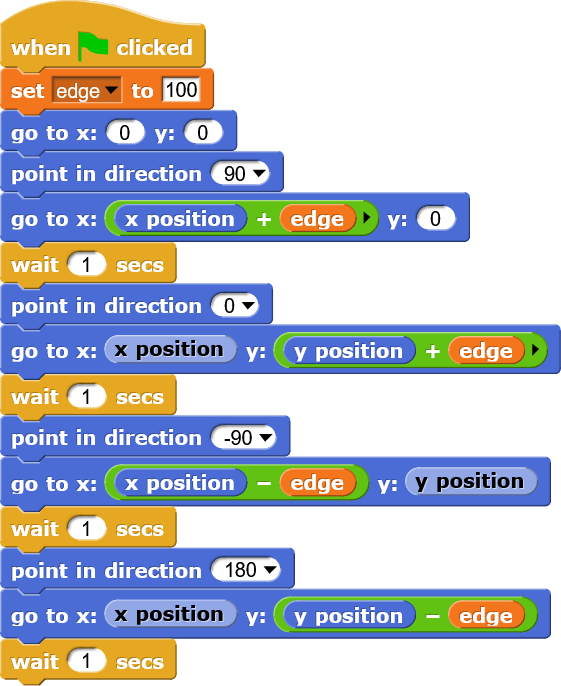 when clicked
set edge to 100
go to x: 0 y: 0
point in direction 90
go to x: x position + edge y: 0
wait 1 secs
point in direction 0
go to x: x position y: y position + edge
wait 1 secs
point in direction -90
go to x: x position − edge y: y position
wait 1 secs
point in direction 180
go to x: x position y: y position − edge
wait 1 secs